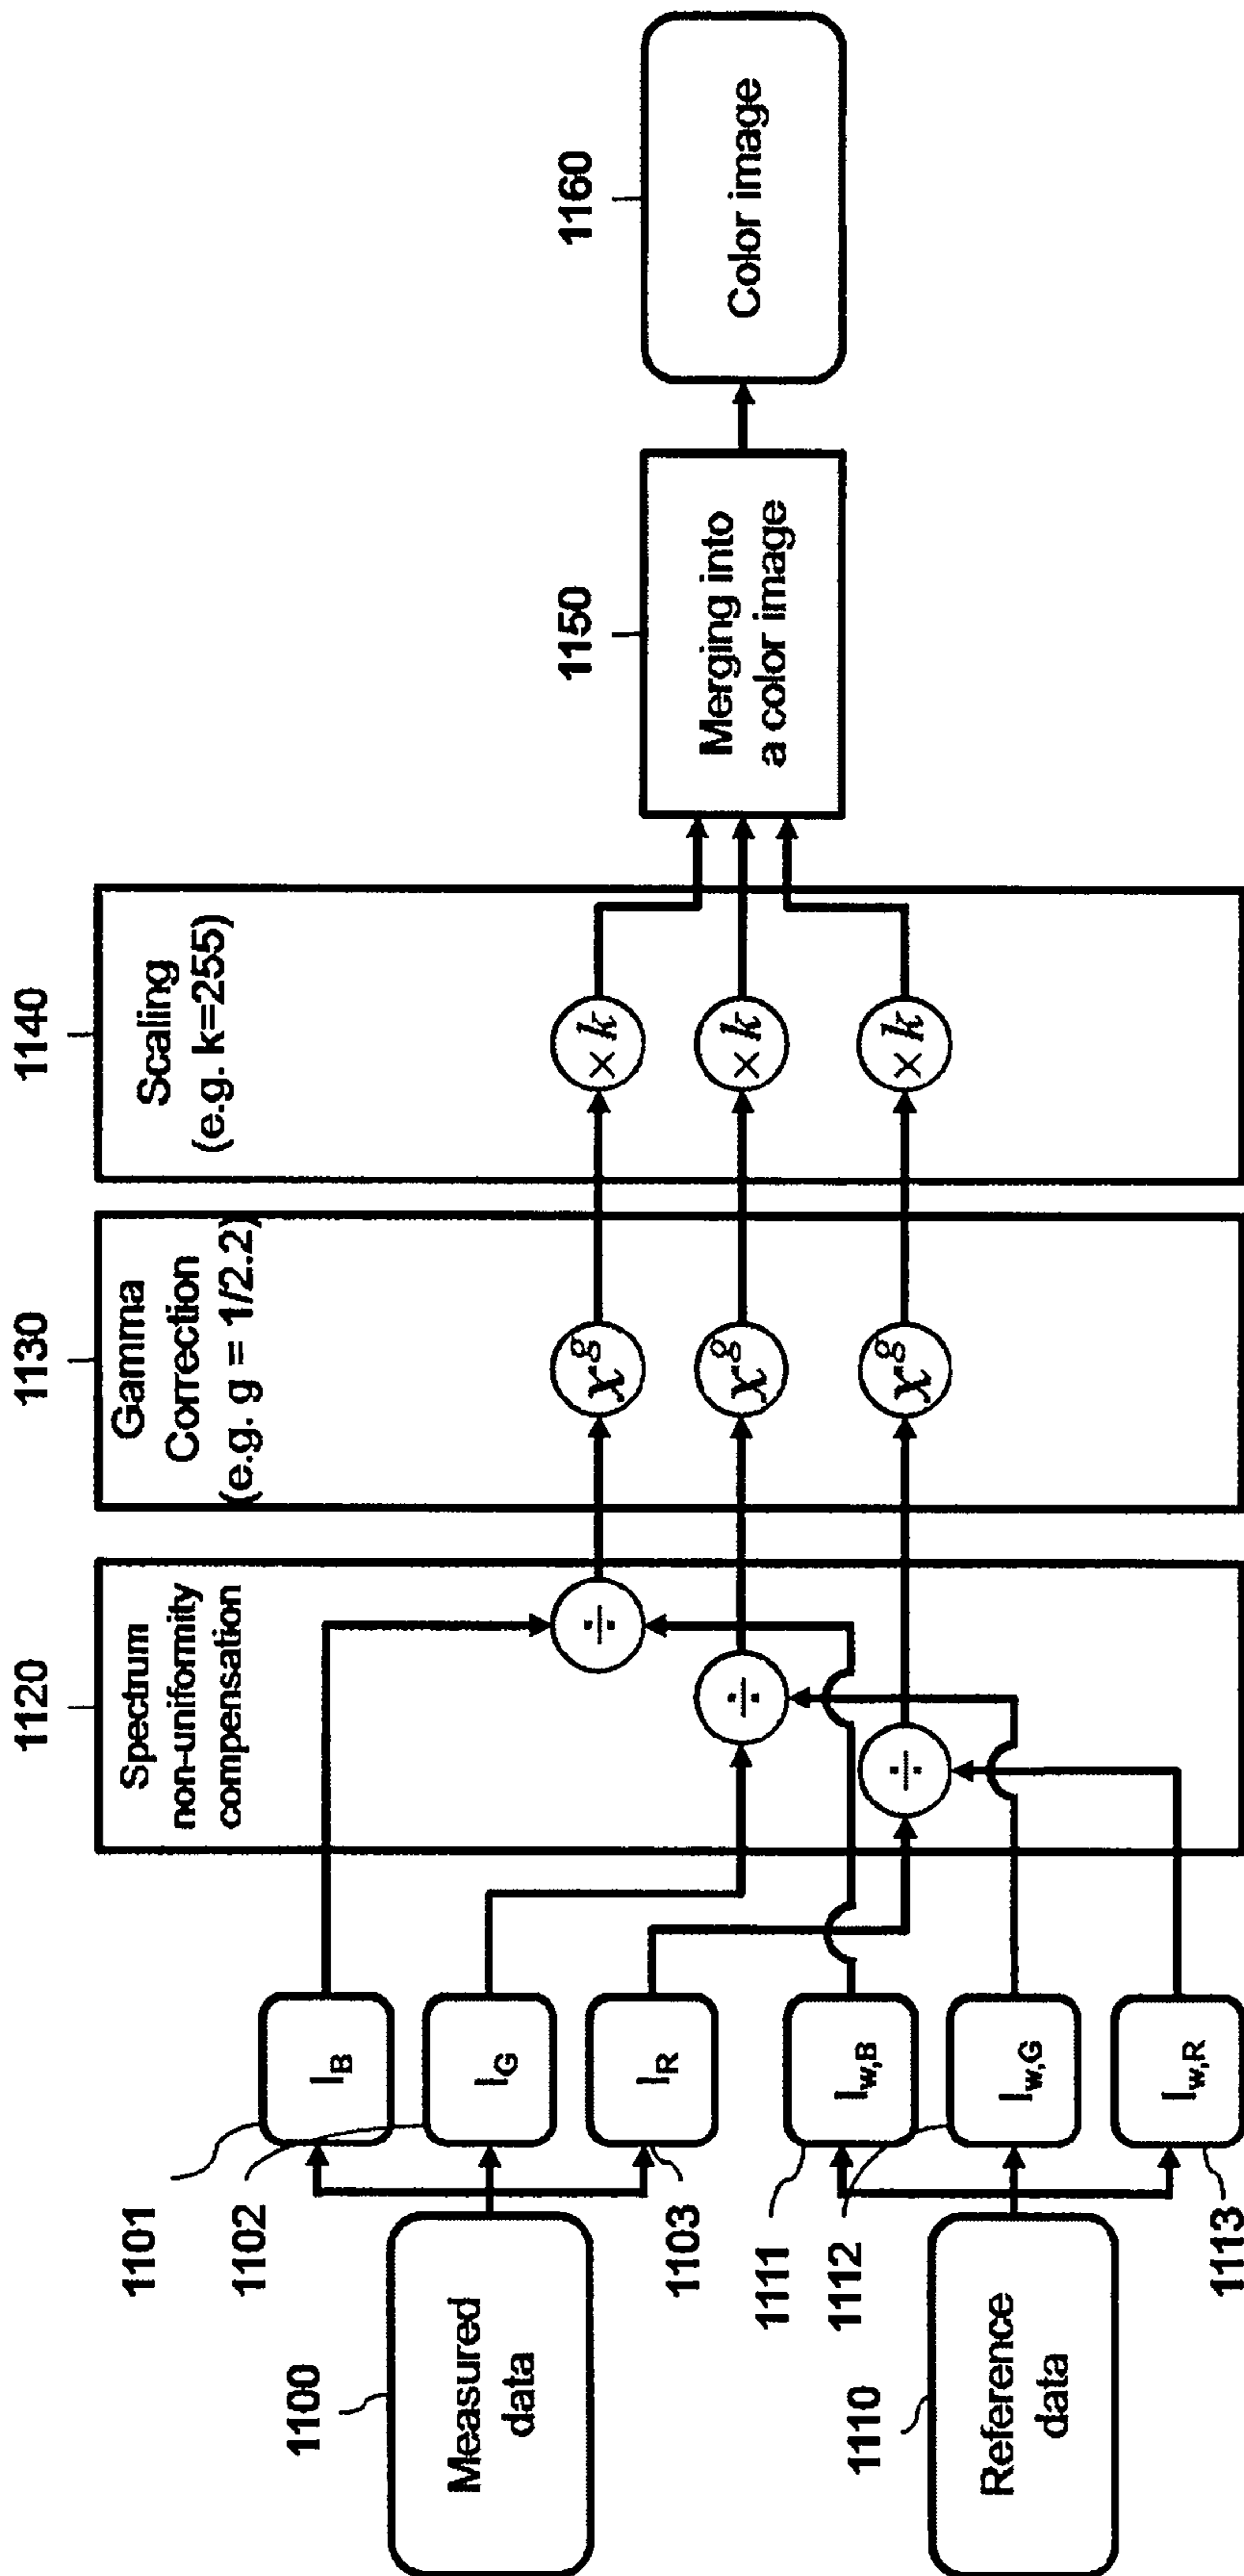 1100
Measured
data
1101
1102
1103
I_B
I_G
I_R
1110
Reference
data
1111
1112
1113
I_w,B
I_w,G
I_w,R
1120
Spectrum
non-uniformity
compensation
÷
÷
÷
1130
Gamma
Correction
(e.g. g = 1/2.2)
x^g
x^g
x^g
1140
Scaling
(e.g. k=255)
×k
×k
×k
1150
Merging into
a color image
1160
Color image